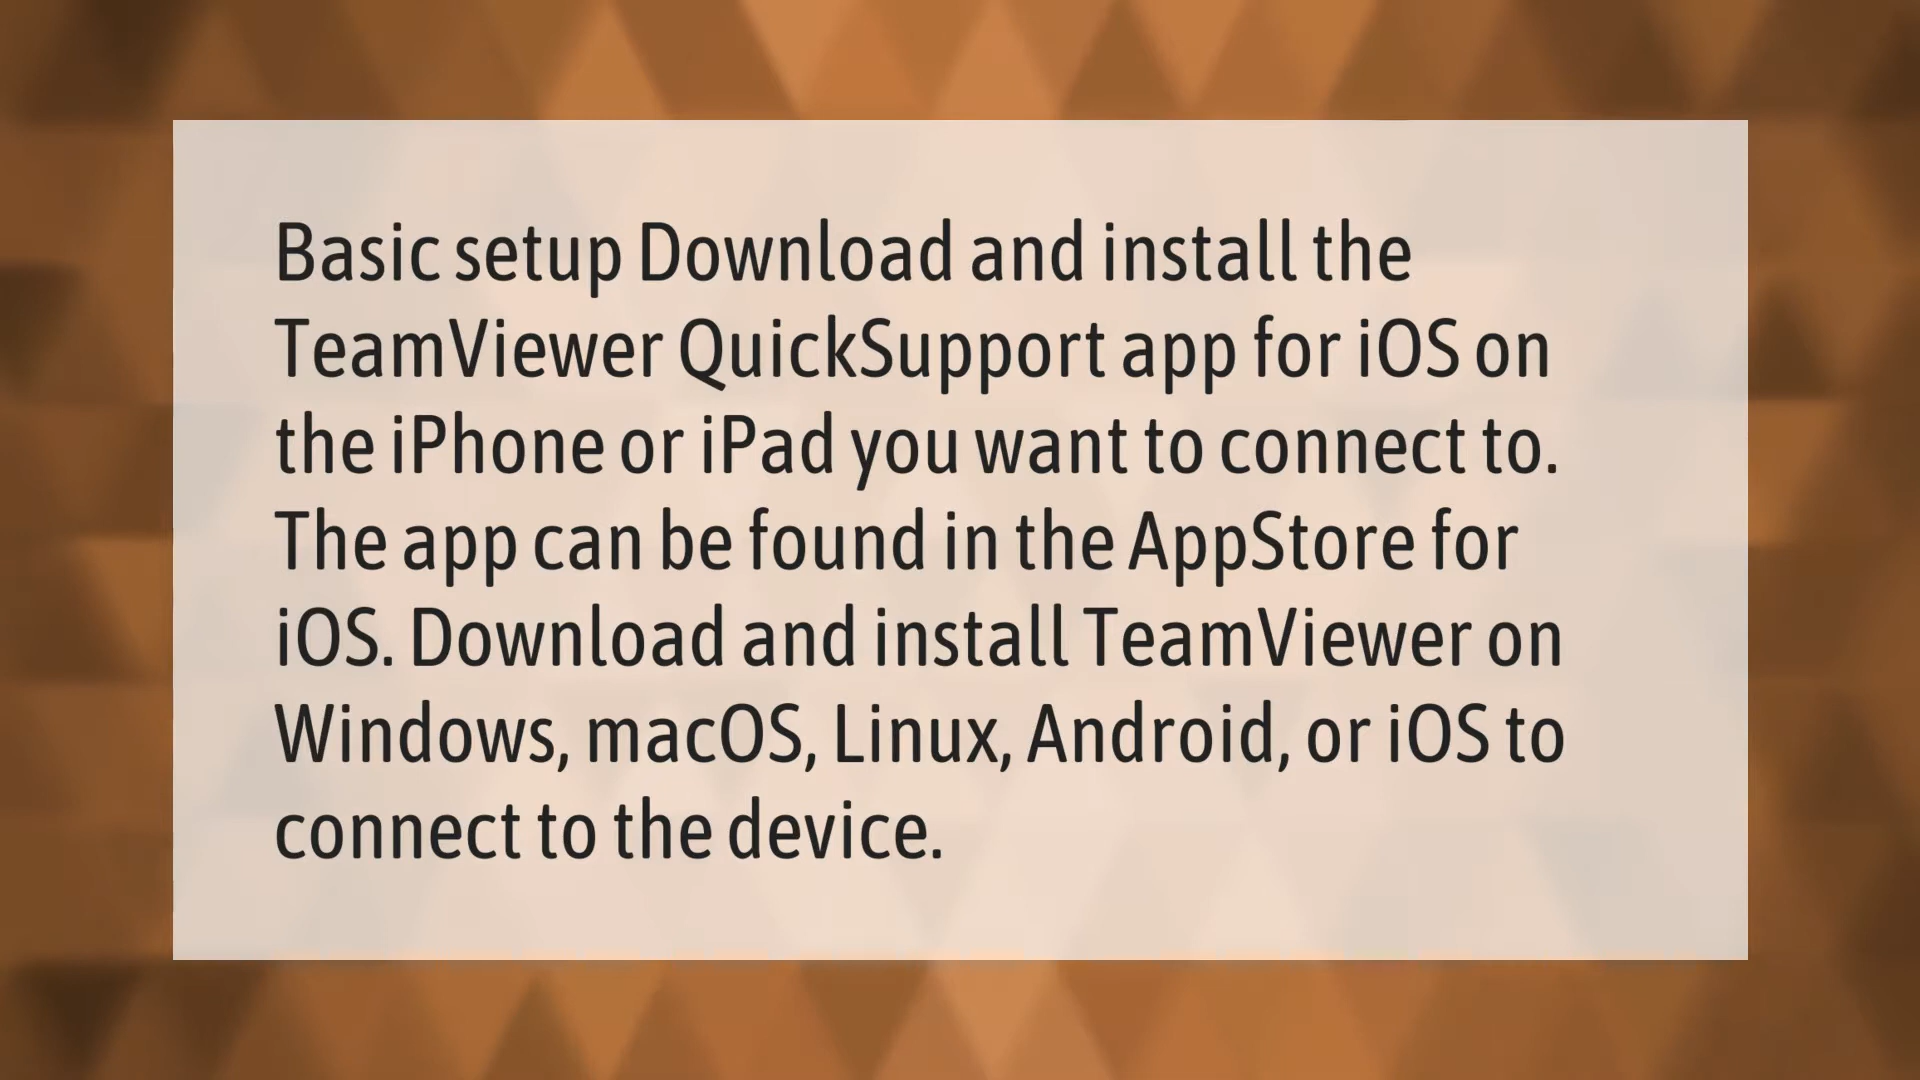 Basic setup Download and install the
TeamViewer QuickSupport app for iOS on
the iPhone or iPad you want to connect to.
The app can be found in the AppStore for
iOS. Download and install TeamViewer on
Windows, macOS, Linux, Android, or iOS to
connect to the device.